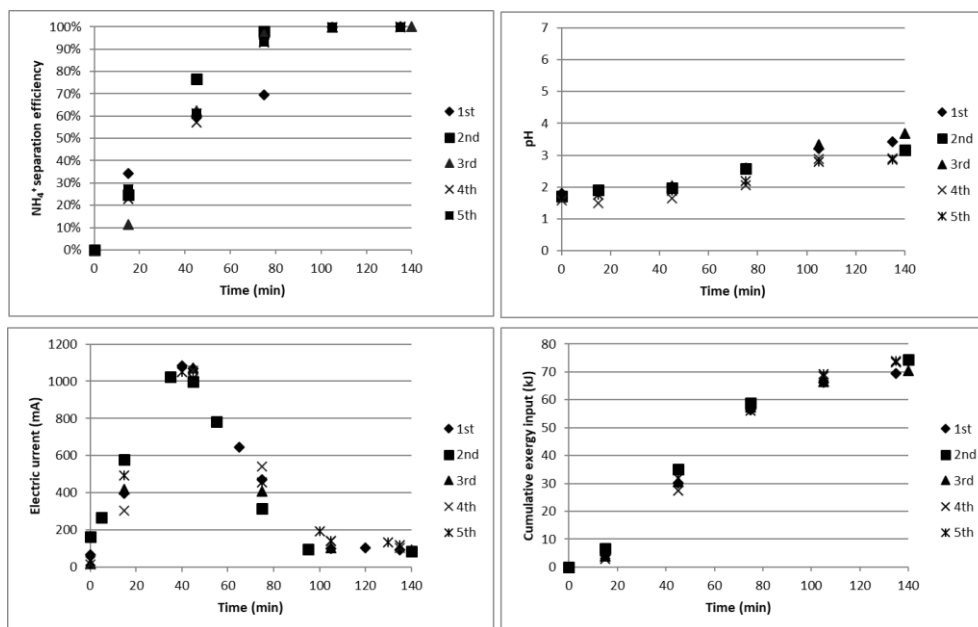 100%
90%
80%
70%
60%
50%
40%
30%
20%
10%
0%
NH₄⁺ separation efficiency
0 20 40 60 80 100 120 140
Time (min)
1st
2nd
3rd
4th
5th
7
6
5
4
3
2
1
0
pH
0 20 40 60 80 100 120 140
Time (min)
1st
2nd
3rd
4th
5th
1200
1000
800
600
400
200
0
Electric urrent (mA)
0 20 40 60 80 100 120 140
Time (min)
1st
2nd
3rd
4th
5th
80
70
60
50
40
30
20
10
0
Cumulative exergy input (kJ)
0 20 40 60 80 100 120 140
Time (min)
1st
2nd
3rd
4th
5th